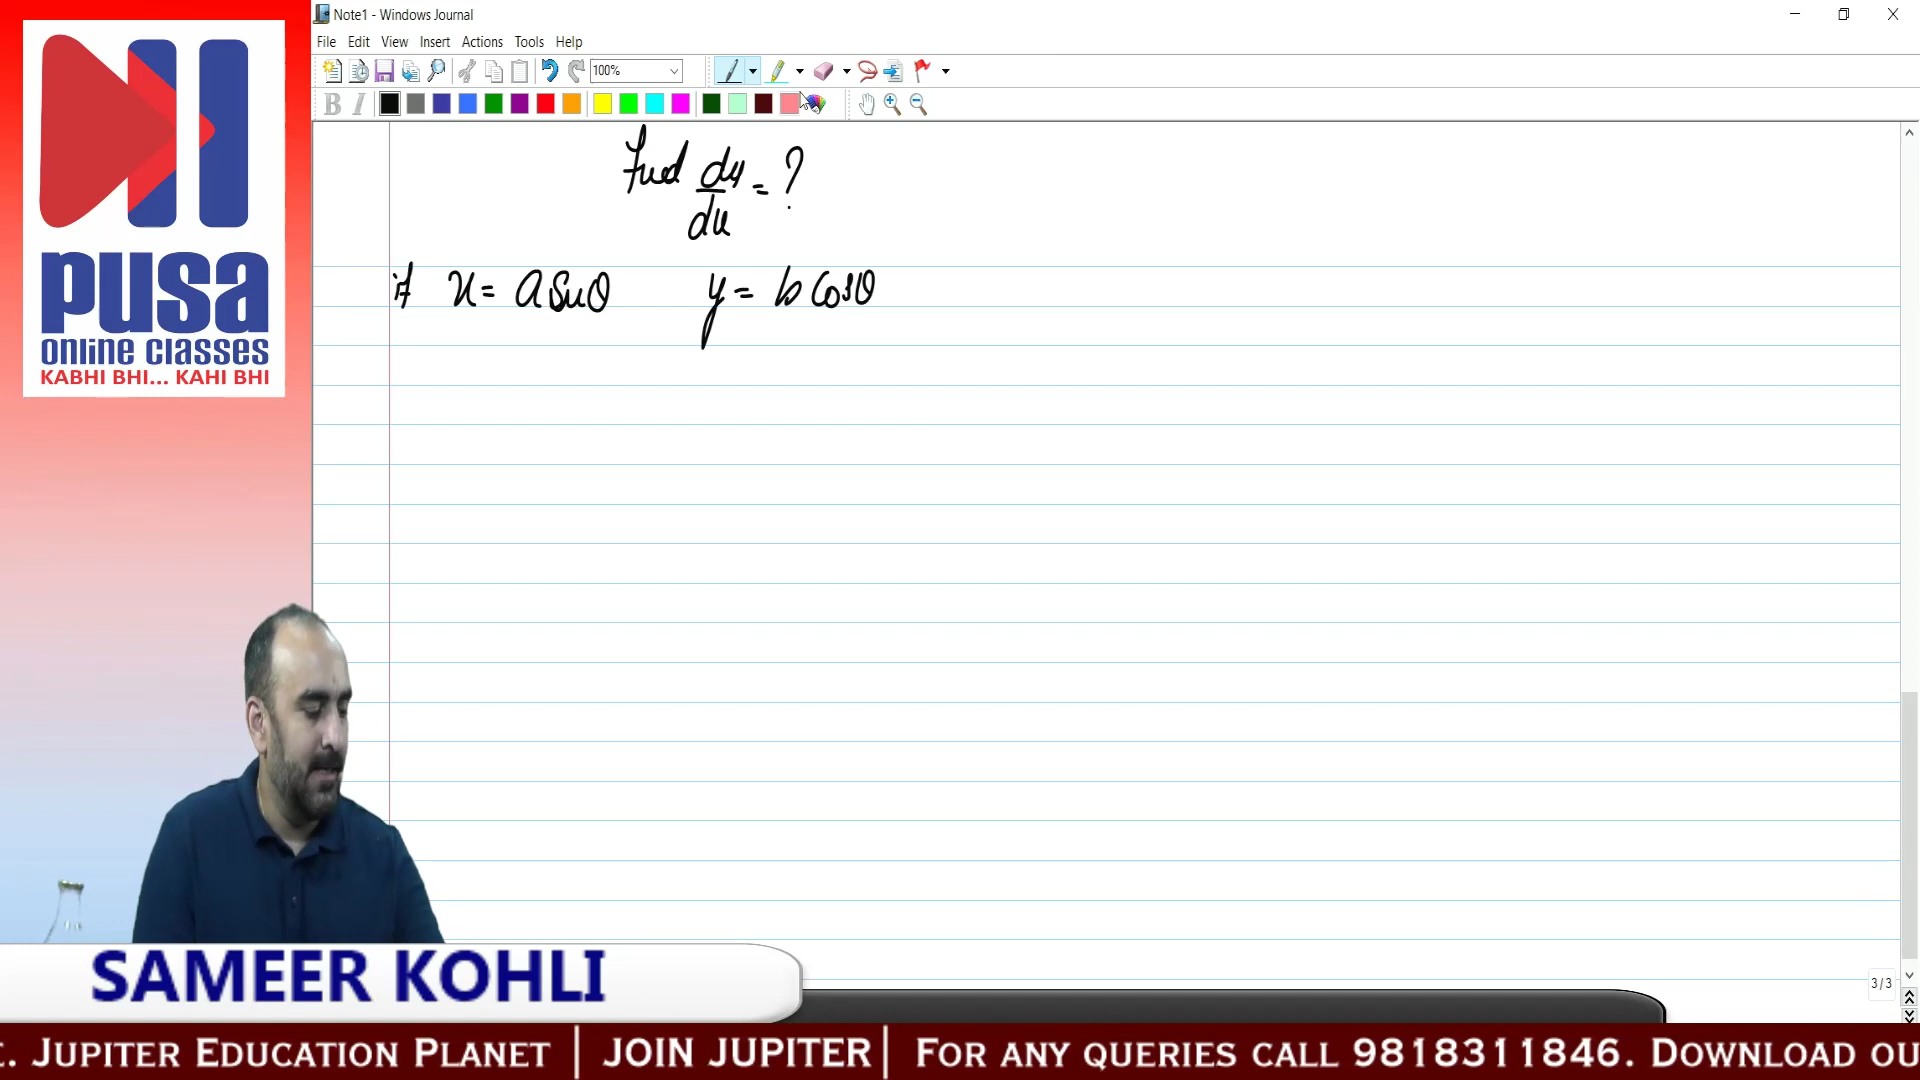 Note1 - Windows Journal
File Edit View Insert Actions Tools Help
100%
B I
Find dy/dx = ?
if x = a Sinθ y = b Cosθ
PUSA
ONLINE CLASSES
KABHI BHI... KAHI BHI
3 / 3
SAMEER KOHLI
E. JUPITER EDUCATION PLANET | JOIN JUPITER | FOR ANY QUERIES CALL 9818311846. DOWNLOAD OU